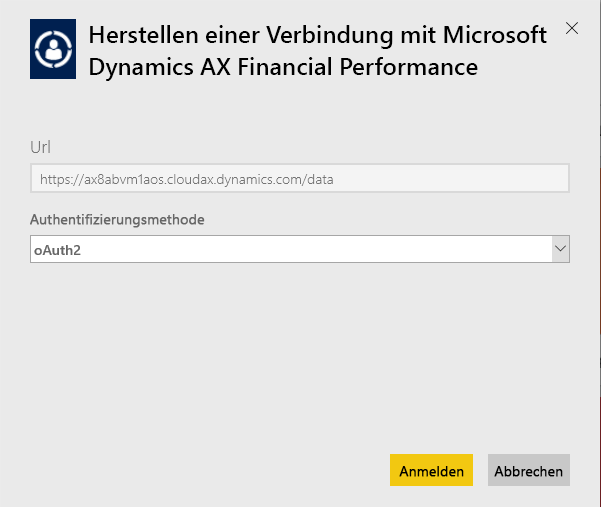 Herstellen einer Verbindung mit Microsoft
Dynamics AX Financial Performance
Url
https://ax8abvm1aos.cloudax.dynamics.com/data
Authentifizierungsmethode
oAuth2
Anmelden
Abbrechen